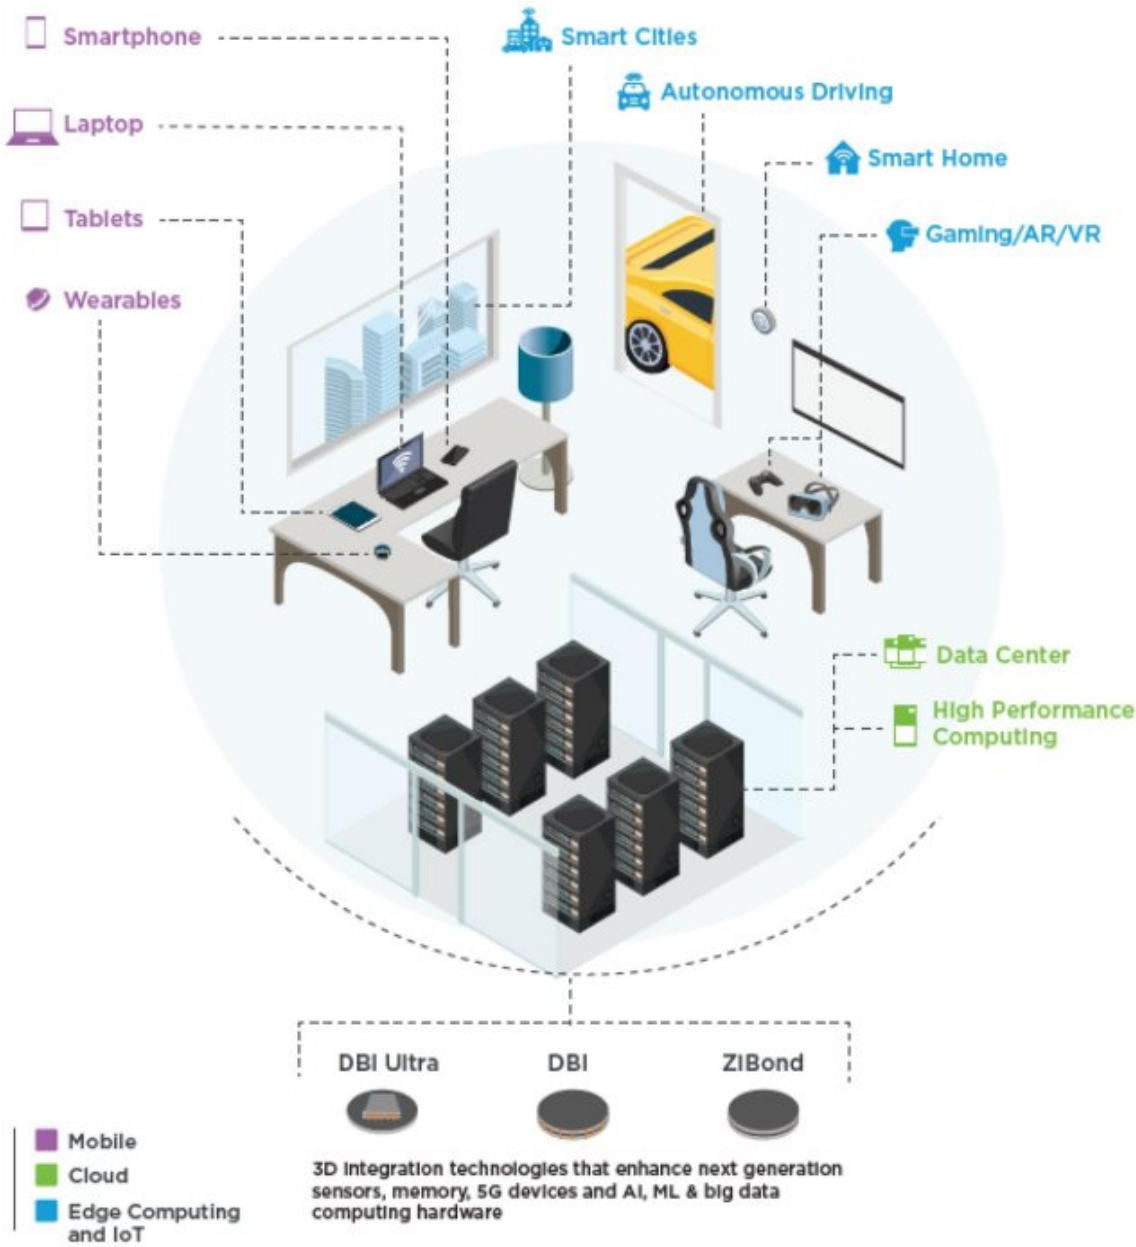 Smartphone
Laptop
Tablets
Wearables
Smart Cities
Autonomous Driving
Smart Home
Gaming/AR/VR
Data Center
High Performance
Computing
DBI Ultra
DBI
ZiBond
3D integration technologies that enhance next generation
sensors, memory, 5G devices and AI, ML & big data
computing hardware
Mobile
Cloud
Edge Computing
and IoT